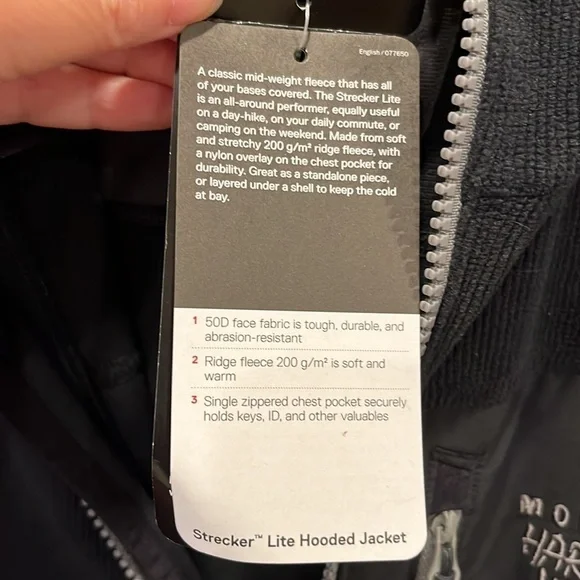 English / 077650
A classic mid-weight fleece that has all
of your bases covered. The Strecker Lite
is an all-around performer, equally useful
on a day-hike, on your daily commute, or
camping on the weekend. Made from soft
and stretchy 200 g/m² ridge fleece, with
a nylon overlay on the chest pocket for
durability. Great as a standalone piece,
or layered under a shell to keep the cold
at bay.
1 50D face fabric is tough, durable, and
abrasion-resistant
2 Ridge fleece 200 g/m² is soft and
warm
3 Single zippered chest pocket securely
holds keys, ID, and other valuables
Strecker™ Lite Hooded Jacket
MO
HAR